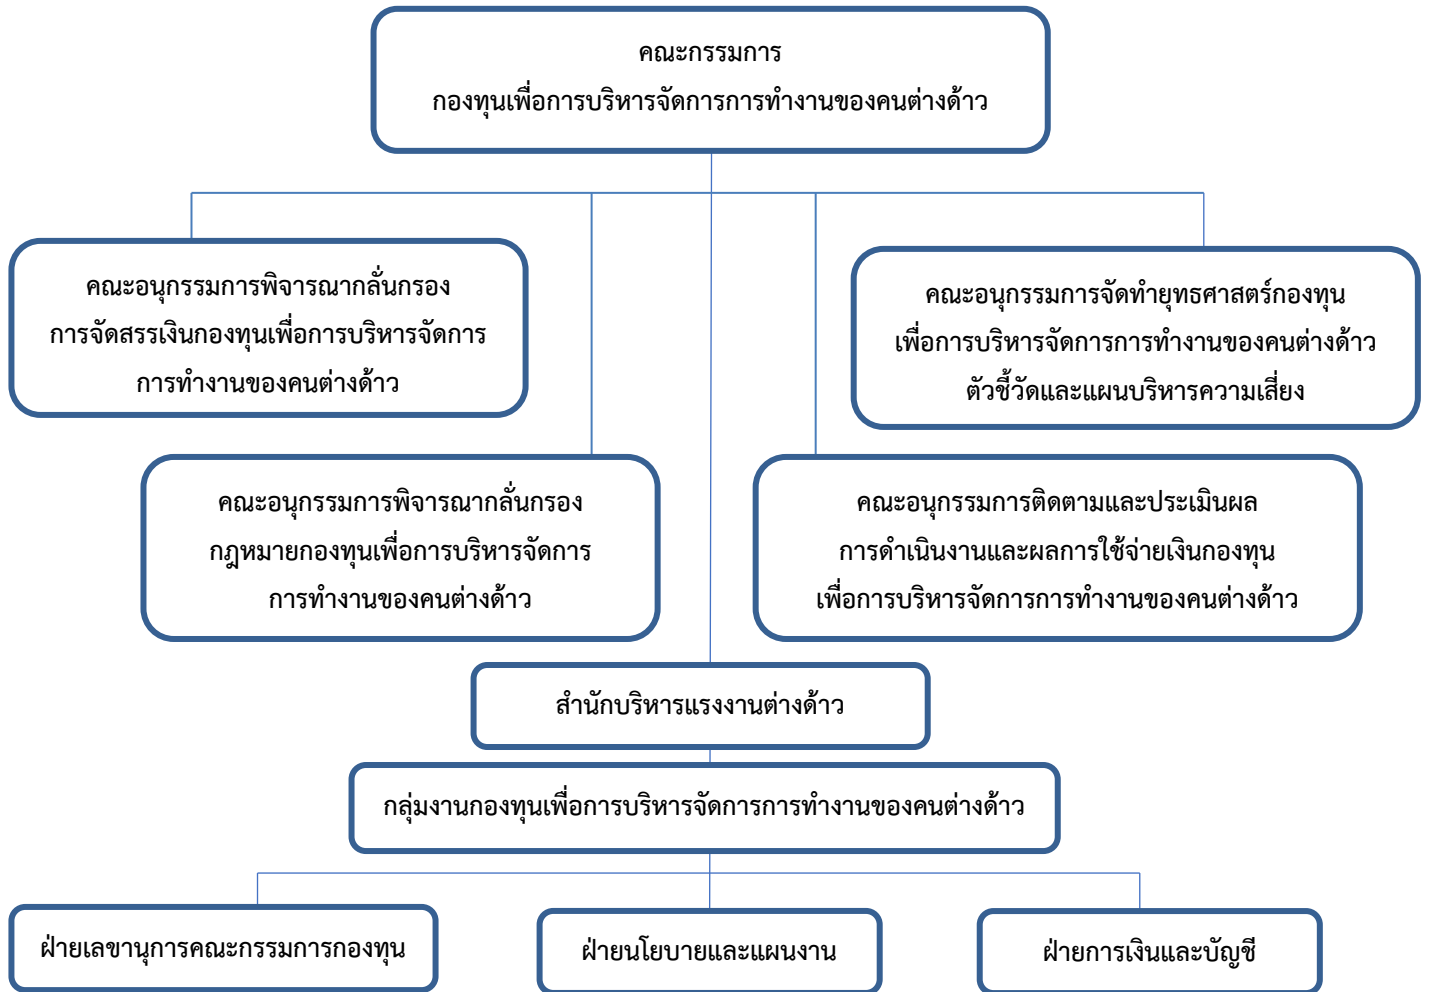 คณะกรรมการ
กองทุนเพื่อการบริหารจัดการการทำงานของคนต่างด้าว
คณะอนุกรรมการพิจารณากลั่นกรอง
การจัดสรรเงินกองทุนเพื่อการบริหารจัดการ
การทำงานของคนต่างด้าว
คณะอนุกรรมการจัดทำยุทธศาสตร์กองทุน
เพื่อการบริหารจัดการการทำงานของคนต่างด้าว
ตัวชี้วัดและแผนบริหารความเสี่ยง
คณะอนุกรรมการพิจารณากลั่นกรอง
กฎหมายกองทุนเพื่อการบริหารจัดการ
การทำงานของคนต่างด้าว
คณะอนุกรรมการติดตามและประเมินผล
การดำเนินงานและผลการใช้จ่ายเงินกองทุน
เพื่อการบริหารจัดการการทำงานของคนต่างด้าว
สำนักบริหารแรงงานต่างด้าว
กลุ่มงานกองทุนเพื่อการบริหารจัดการการทำงานของคนต่างด้าว
ฝ่ายเลขานุการคณะกรรมการกองทุน
ฝ่ายนโยบายและแผนงาน
ฝ่ายการเงินและบัญชี